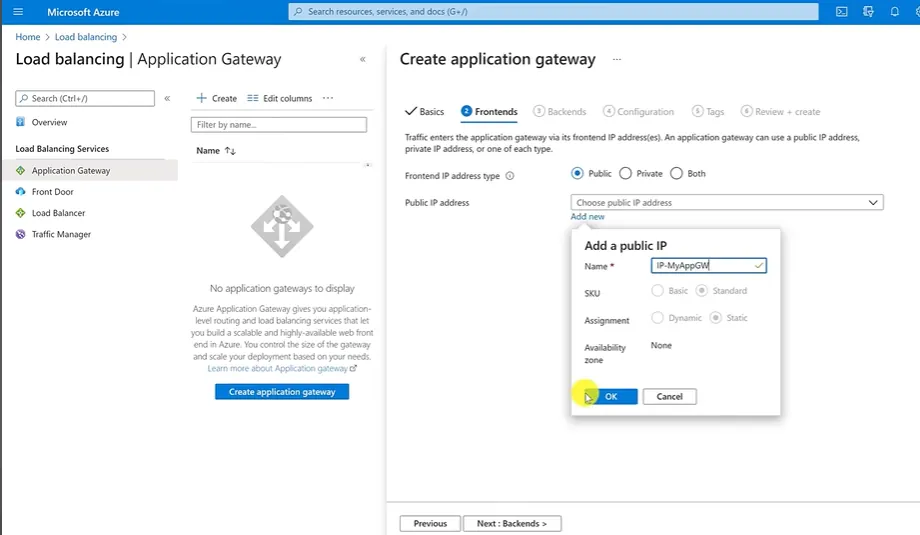 Microsoft Azure
Search resources, services, and docs (G+/)
Home > Load balancing >
Load balancing | Application Gateway
«
Search (Ctrl+/)
«
Overview
Load Balancing Services
Application Gateway
Front Door
Load Balancer
Traffic Manager
+ Create
Edit columns
...
Filter by name...
Name ↑↓
No application gateways to display
Azure Application Gateway gives you application-
level routing and load balancing services that let
you build a scalable and highly-available web front
end in Azure. You control the size of the gateway
and scale your deployment based on your needs.
Learn more about Application gateway
Create application gateway
Create application gateway
...
Basics
2 Frontends
3 Backends
4 Configuration
5 Tags
6 Review + create
Traffic enters the application gateway via its frontend IP address(es). An application gateway can use a public IP address,
private IP address, or one of each type.
Frontend IP address type
Public
Private
Both
Public IP address
Choose public IP address
Add new
Add a public IP
Name *
IP-MyAppGW
SKU
Basic
Standard
Assignment
Dynamic
Static
Availability
zone
None
OK
Cancel
Previous
Next : Backends >